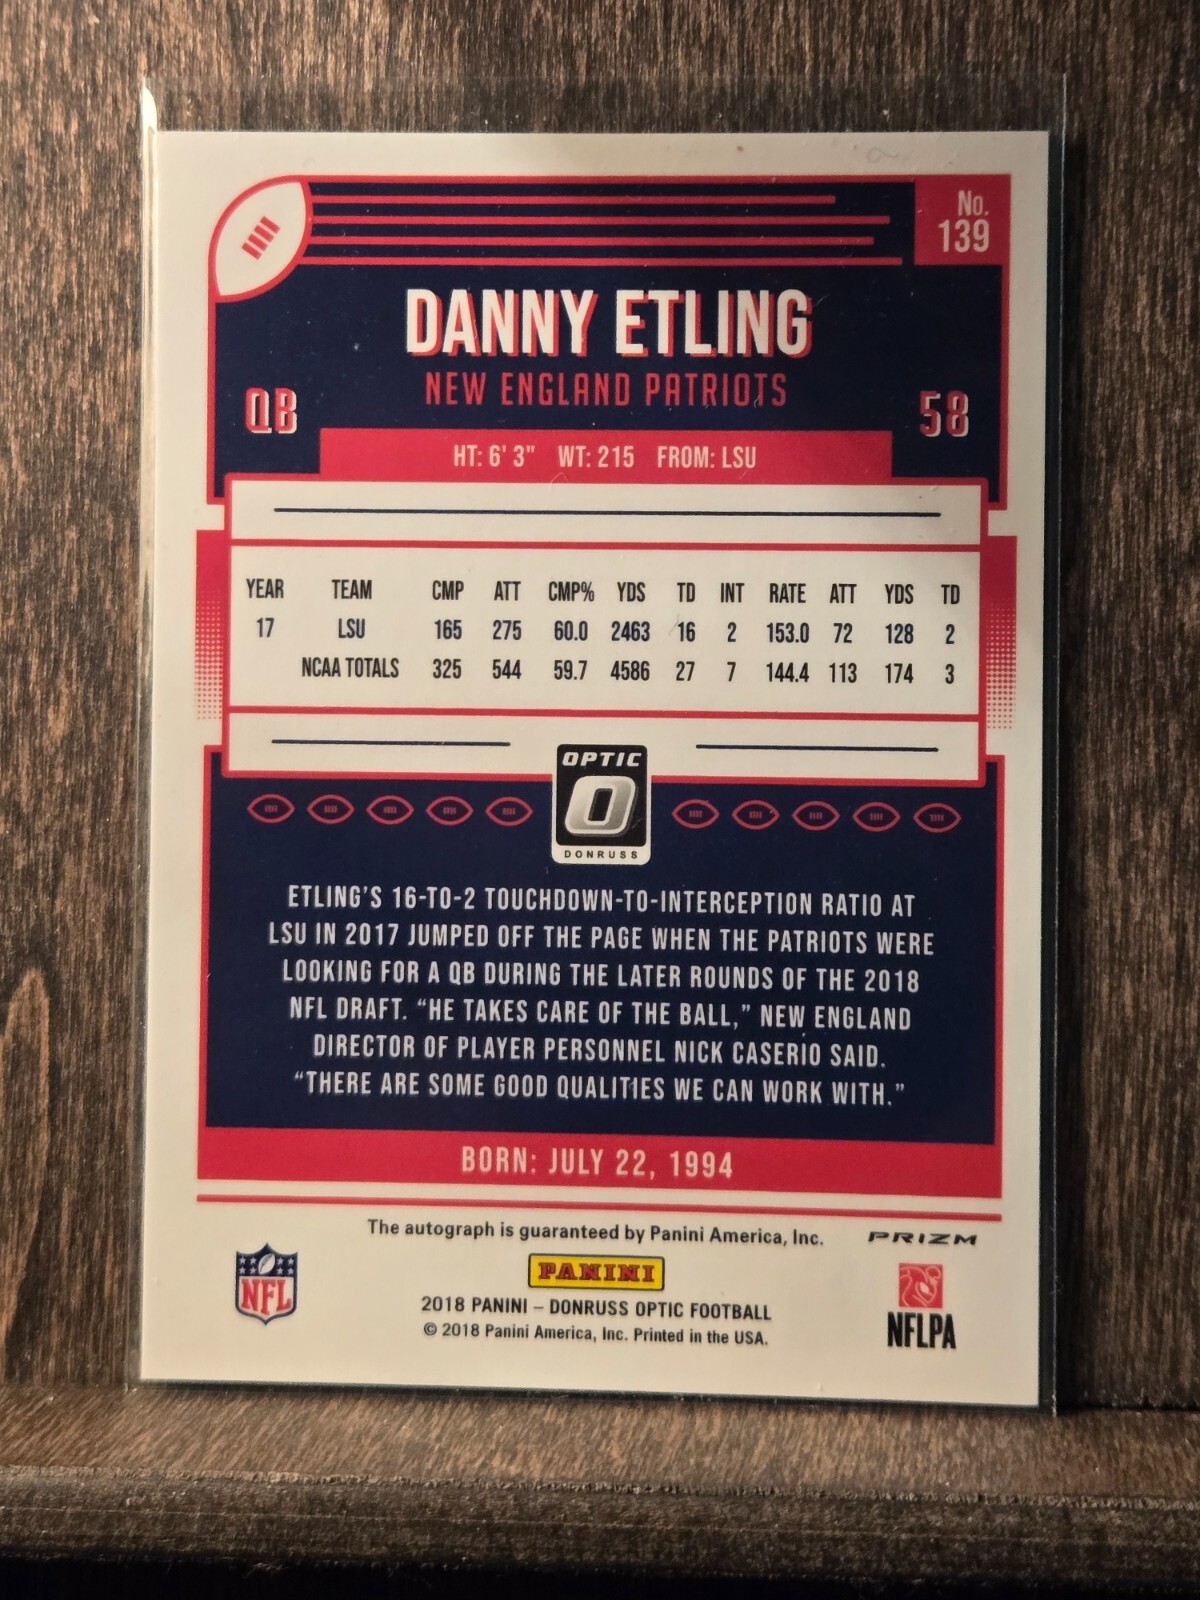 No.
139
DANNY ETLING
NEW ENGLAND PATRIOTS
QB
58
HT: 6' 3" WT: 215 FROM: LSU
YEAR TEAM CMP ATT CMP% YDS TD INT RATE ATT YDS TD
17 LSU 165 275 60.0 2463 16 2 153.0 72 128 2
NCAA TOTALS 325 544 59.7 4586 27 7 144.4 113 174 3
OPTIC
O
DONRUSS
ETLING'S 16-TO-2 TOUCHDOWN-TO-INTERCEPTION RATIO AT
LSU IN 2017 JUMPED OFF THE PAGE WHEN THE PATRIOTS WERE
LOOKING FOR A QB DURING THE LATER ROUNDS OF THE 2018
NFL DRAFT. “HE TAKES CARE OF THE BALL,” NEW ENGLAND
DIRECTOR OF PLAYER PERSONNEL NICK CASERIO SAID.
“THERE ARE SOME GOOD QUALITIES WE CAN WORK WITH.”
BORN: JULY 22, 1994
The autograph is guaranteed by Panini America, Inc.
PRIZM
NFL
PANINI
2018 PANINI – DONRUSS OPTIC FOOTBALL
© 2018 Panini America, Inc. Printed in the USA.
NFLPA